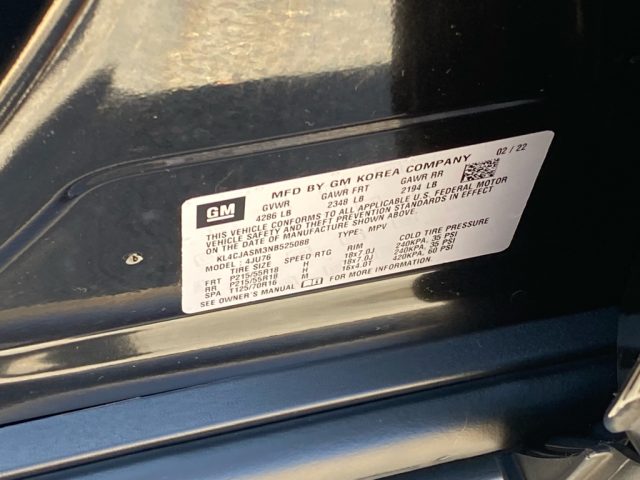 GM
MFD BY GM KOREA COMPANY 02 / 22
GVWR GAWR FRT GAWR RR
4286 LB 2348 LB 2194 LB
THIS VEHICLE CONFORMS TO ALL APPLICABLE U.S. FEDERAL MOTOR
VEHICLE SAFETY AND THEFT PREVENTION STANDARDS IN EFFECT
ON THE DATE OF MANUFACTURE SHOWN ABOVE.
KL4CJASM3NB525088 TYPE: MPV
MODEL: 4JU76
TIRE SIZE SPEED RTG RIM COLD TIRE PRESSURE
FRT P215/55R18 H 18x7.0J 240KPA, 35 PSI
RR P215/55R18 H 18x7.0J 240KPA, 35 PSI
SPA T125/70R16 M 16x4.0T 420KPA, 60 PSI
SEE OWNER'S MANUAL FOR MORE INFORMATION